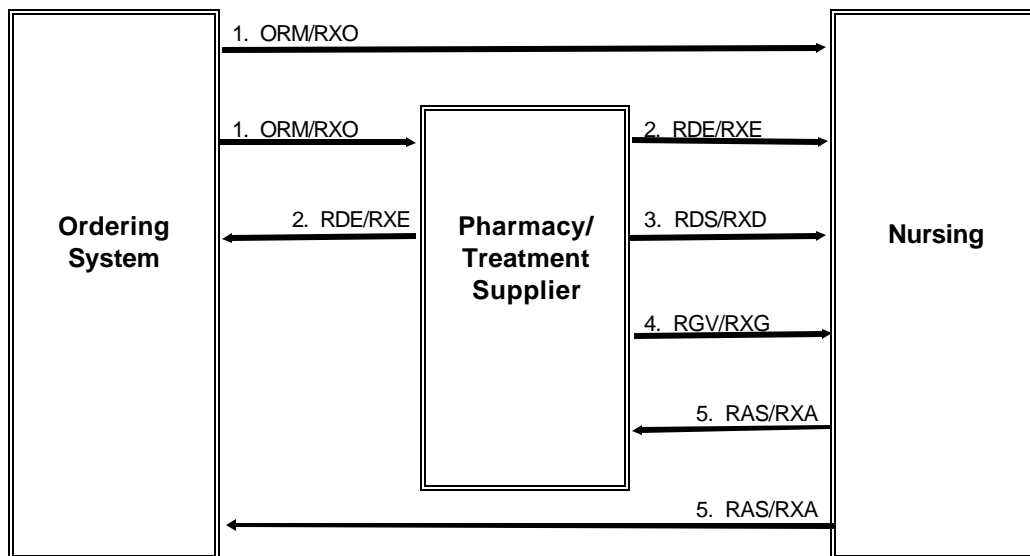 1. ORM/RXO
1. ORM/RXO
2. RDE/RXE
Ordering
System
2. RDE/RXE
Pharmacy/
Treatment
Supplier
3. RDS/RXD
Nursing
4. RGV/RXG
5. RAS/RXA
5. RAS/RXA